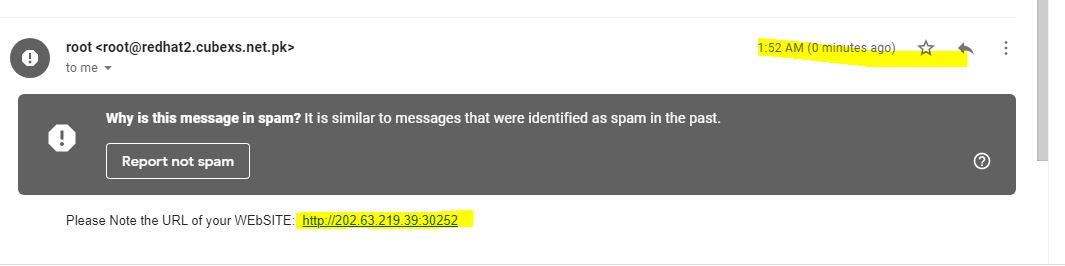 root <root@redhat2.cubexs.net.pk>
1:52 AM (0 minutes ago)
to me
Why is this message in spam? It is similar to messages that were identified as spam in the past.
Report not spam
Please Note the URL of your WEbSITE: http://202.63.219.39:30252